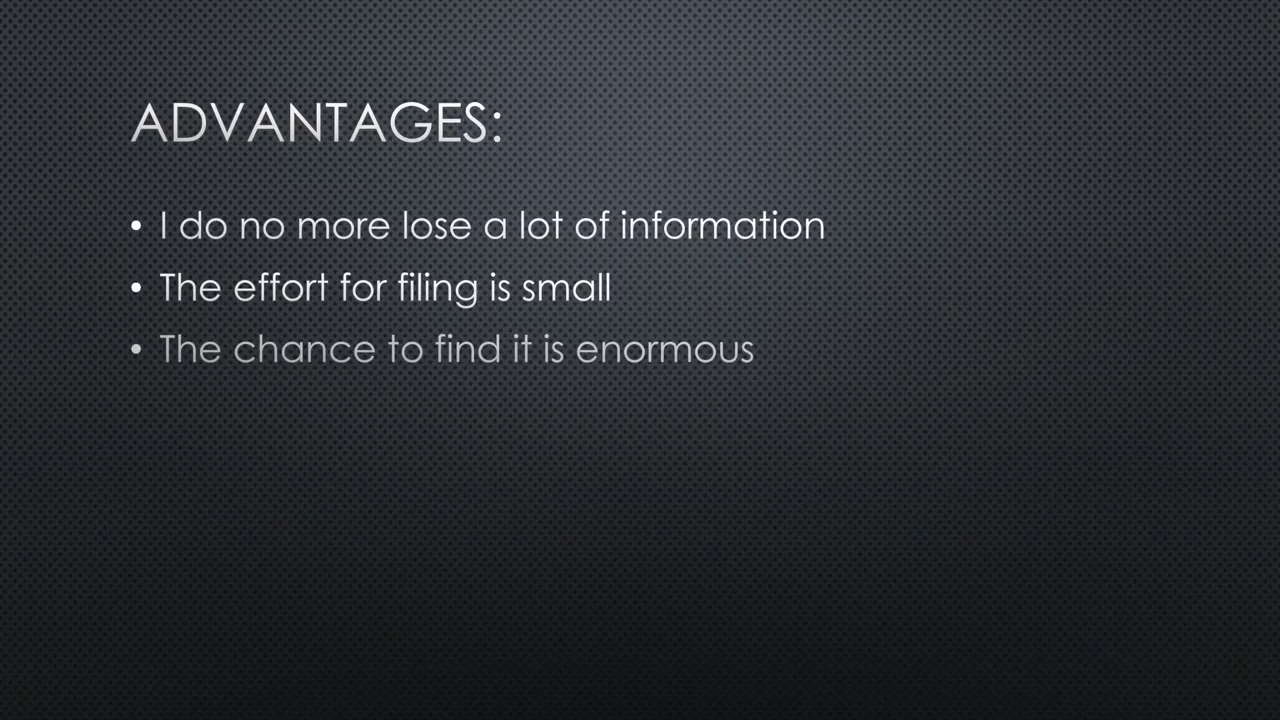 ADVANTAGES:
• I do no more lose a lot of information
• The effort for filing is small
• The chance to find it is enormous